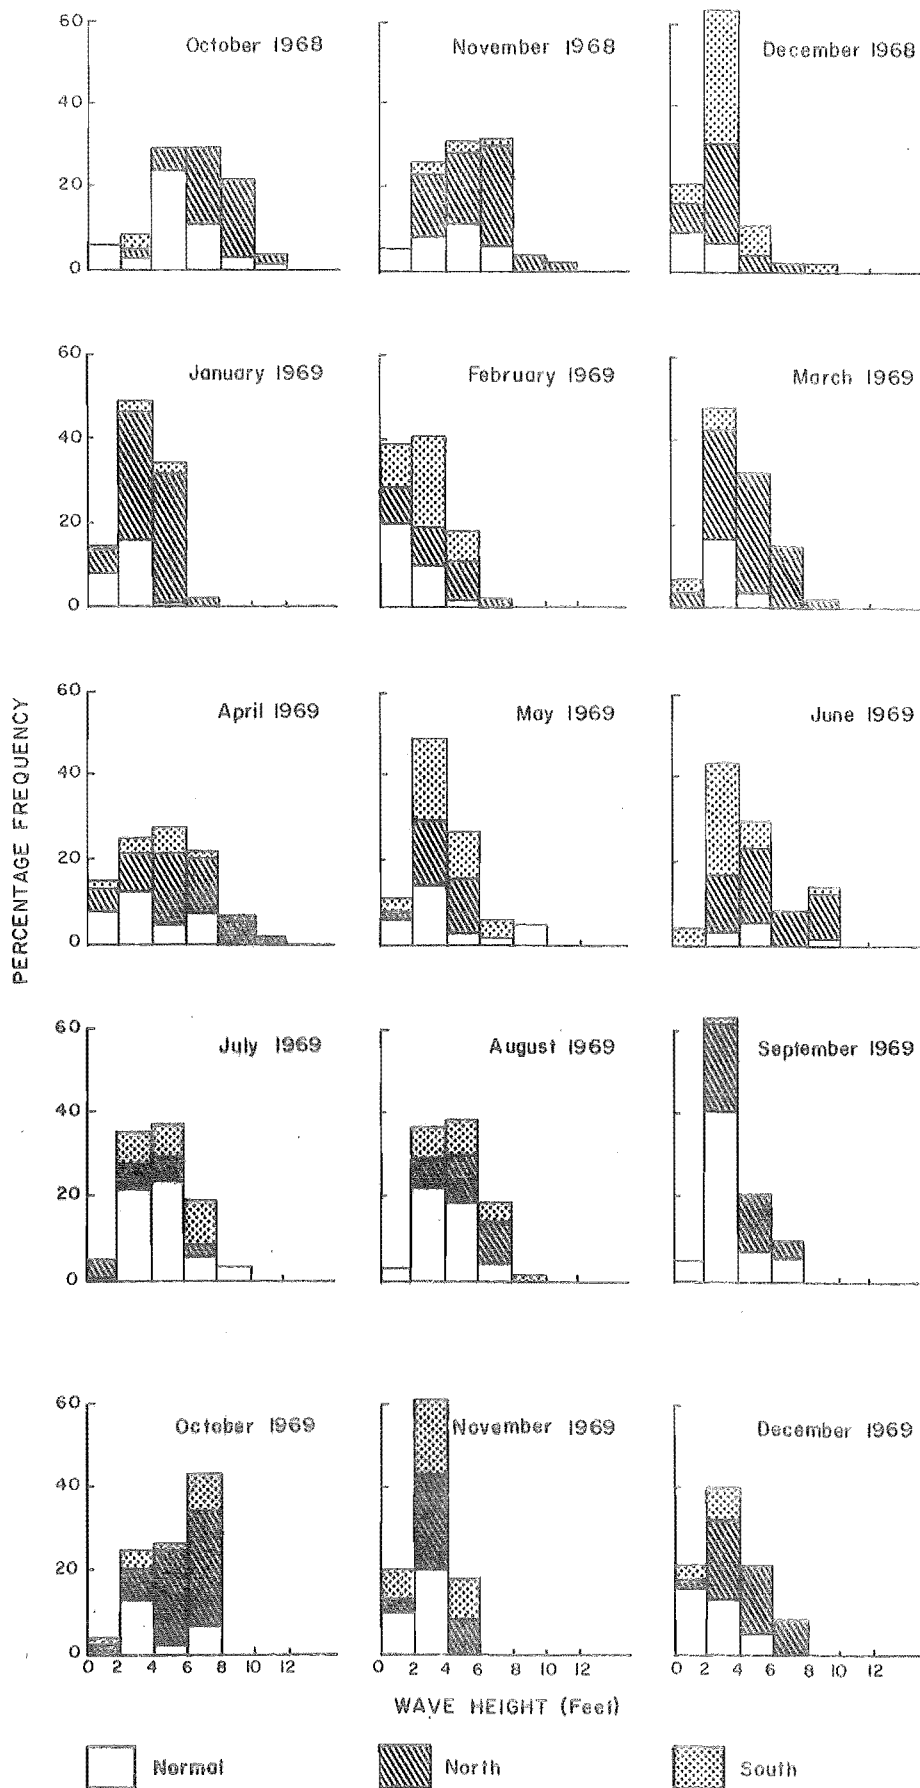 60
40
20
0
October 1968
November 1968
December 1968
60
40
20
0
January 1969
February 1969
March 1969
PERCENTAGE FREQUENCY
60
40
20
0
April 1969
May 1969
June 1969
60
40
20
0
July 1969
August 1969
September 1969
60
40
20
0
October 1969
November 1969
December 1969
0 2 4 6 8 10 12
0 2 4 6 8 10 12
0 2 4 6 8 10 12
WAVE HEIGHT (Feet)
Normal
North
South